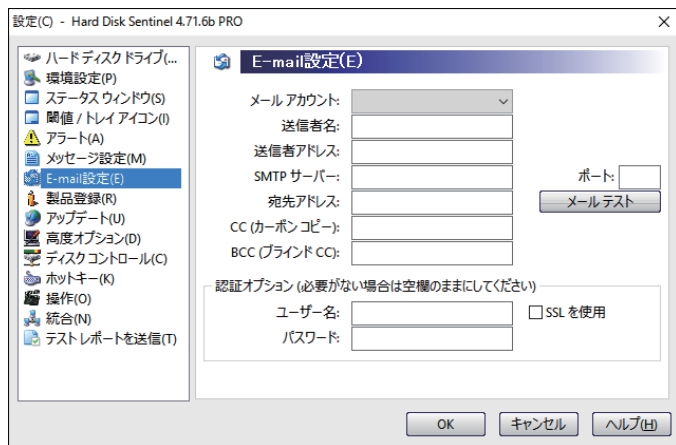 設定(C) - Hard Disk Sentinel 4.71.6b PRO
ハード ディスク ドライブ(...
環境設定(P)
ステータス ウィンドウ(S)
閾値 / トレイ アイコン(I)
アラート(A)
メッセージ設定(M)
E-mail設定(E)
製品登録(R)
アップデート(U)
高度オプション(D)
ディスク コントロール(C)
ホットキー(K)
操作(O)
統合(N)
テスト レポートを送信(T)
E-mail設定(E)
メール アカウント:
送信者名:
送信者アドレス:
SMTP サーバー:
ポート:
宛先アドレス:
メール テスト
CC (カーボン コピー):
BCC (ブラインド CC):
認証オプション (必要がない場合は空欄のままにしてください)
ユーザー名:
SSL を使用
パスワード:
OK
キャンセル
ヘルプ(H)